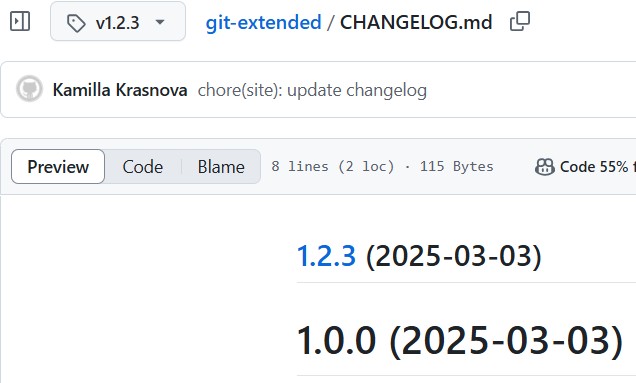 v1.2.3 git-extended / CHANGELOG.md
Kamilla Krasnova chore(site): update changelog
Preview Code Blame 8 lines (2 loc) · 115 Bytes Code 55%
1.2.3 (2025-03-03)
1.0.0 (2025-03-03)